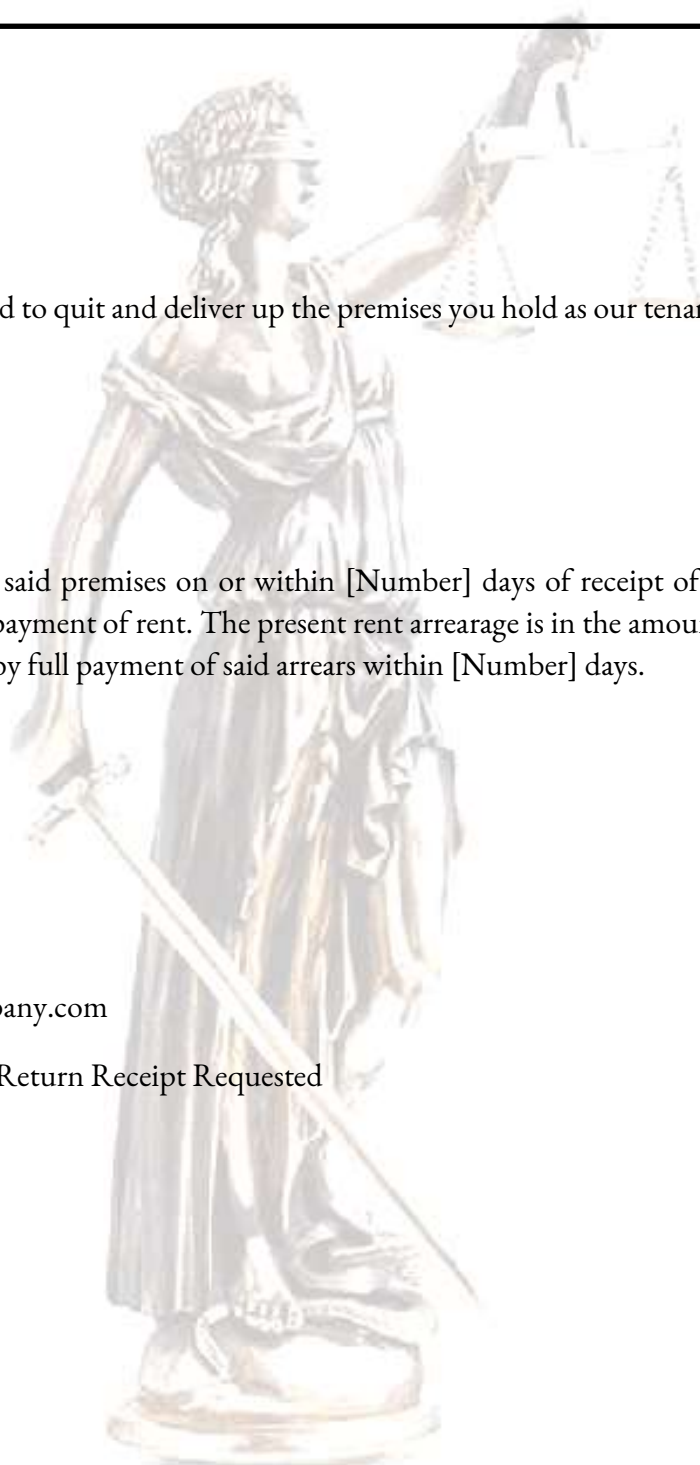 d to quit and deliver up the premises you hold as our tena
said premises on or within [Number] days of receipt of
payment of rent. The present rent arrearage is in the amou
by full payment of said arrears within [Number] days.
pany.com
Return Receipt Requested